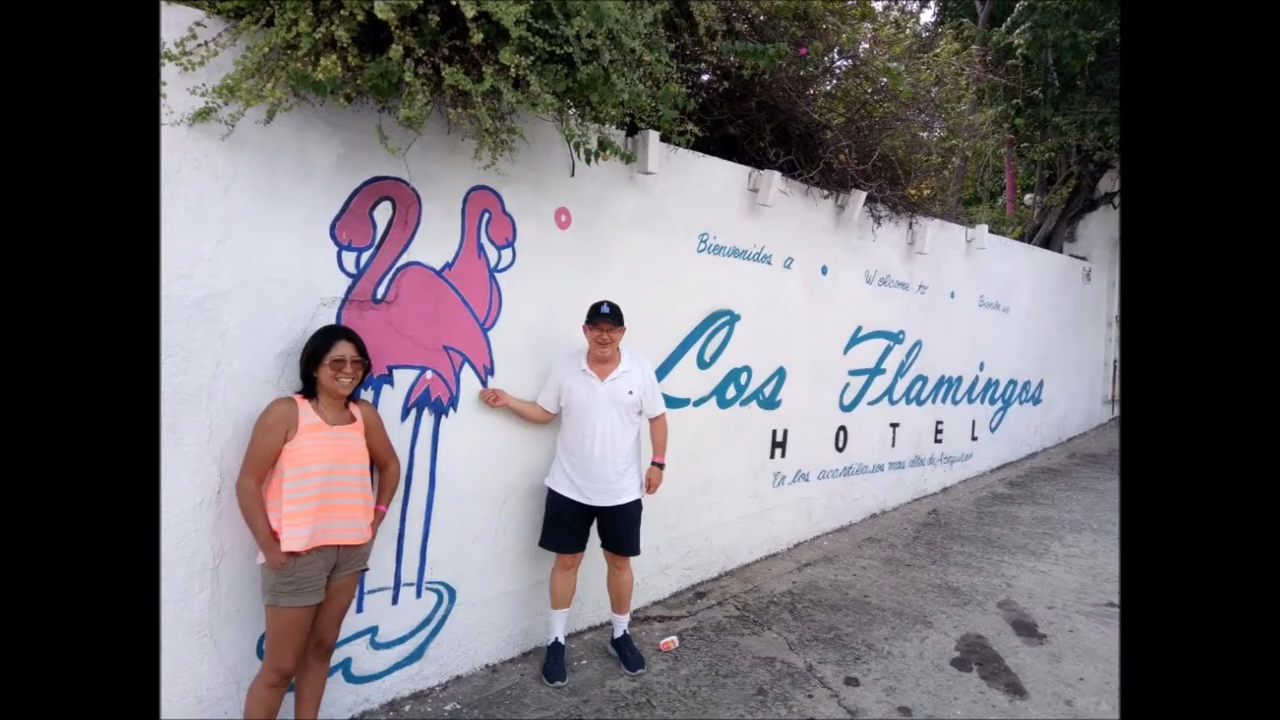 Bienvenidos a
Welcome to
Los Flamingos
HOTEL
En los acantilados mas altos de Acapulco